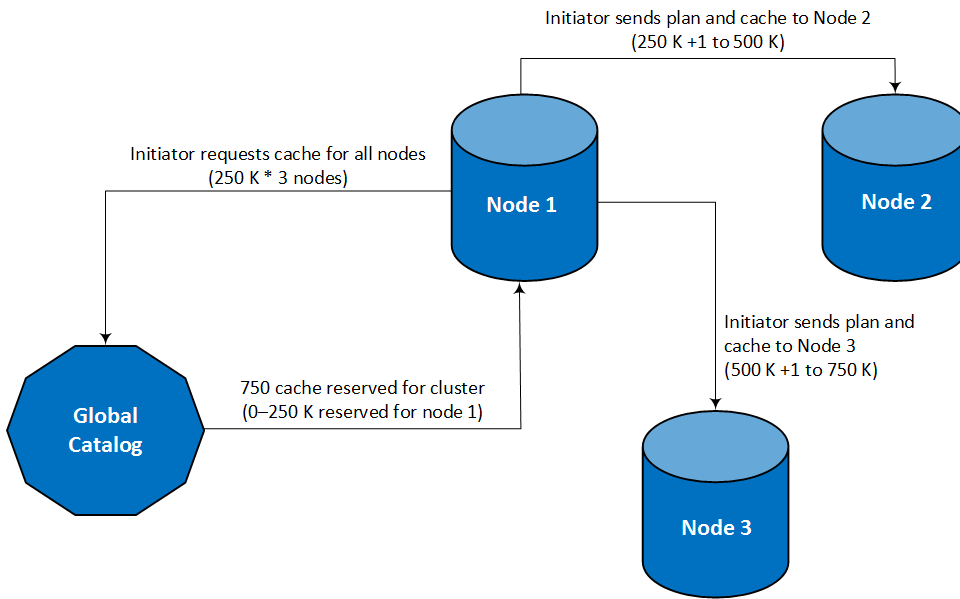 Initiator sends plan and cache to Node 2
(250 K +1 to 500 K)
Initiator requests cache for all nodes
(250 K * 3 nodes)
Node 1
Node 2
Initiator sends plan and
cache to Node 3
(500 K +1 to 750 K)
750 cache reserved for cluster
(0–250 K reserved for node 1)
Global
Catalog
Node 3